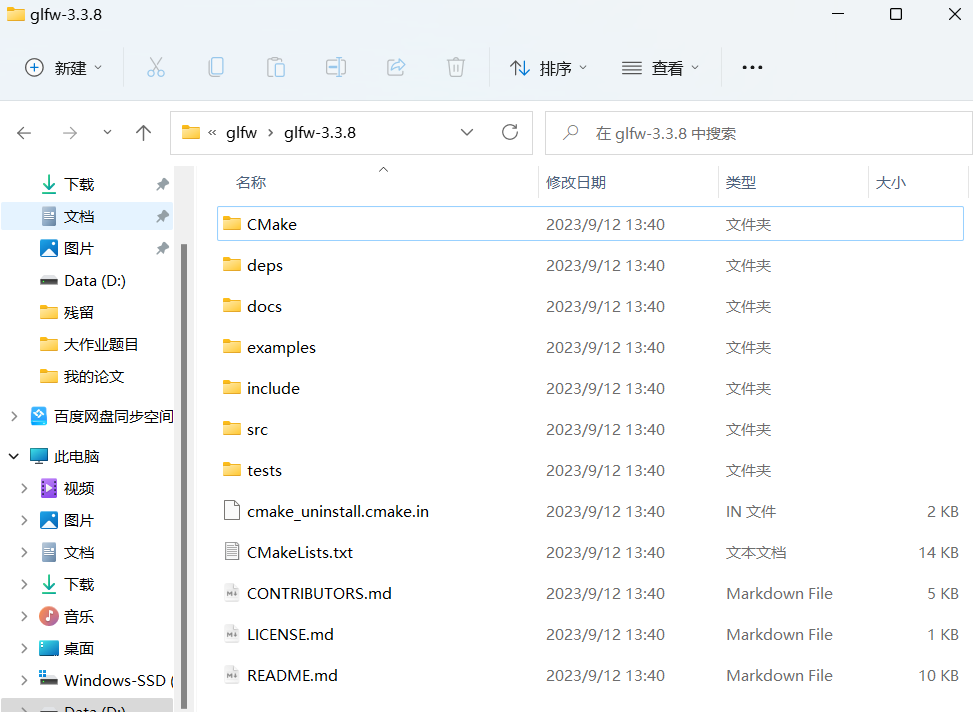 glfw-3.3.8
新建 排序 查看
« glfw › glfw-3.3.8 在 glfw-3.3.8 中搜索
下载
文档
图片
Data (D:)
残留
大作业题目
我的论文
百度网盘同步空间
此电脑
视频
图片
文档
下载
音乐
桌面
Windows-SSD (
Data (D:)
名称 修改日期 类型 大小
CMake 2023/9/12 13:40 文件夹
deps 2023/9/12 13:40 文件夹
docs 2023/9/12 13:40 文件夹
examples 2023/9/12 13:40 文件夹
include 2023/9/12 13:40 文件夹
src 2023/9/12 13:40 文件夹
tests 2023/9/12 13:40 文件夹
cmake_uninstall.cmake.in 2023/9/12 13:40 IN 文件 2 KB
CMakeLists.txt 2023/9/12 13:40 文本文档 14 KB
CONTRIBUTORS.md 2023/9/12 13:40 Markdown File 5 KB
LICENSE.md 2023/9/12 13:40 Markdown File 1 KB
README.md 2023/9/12 13:40 Markdown File 10 KB